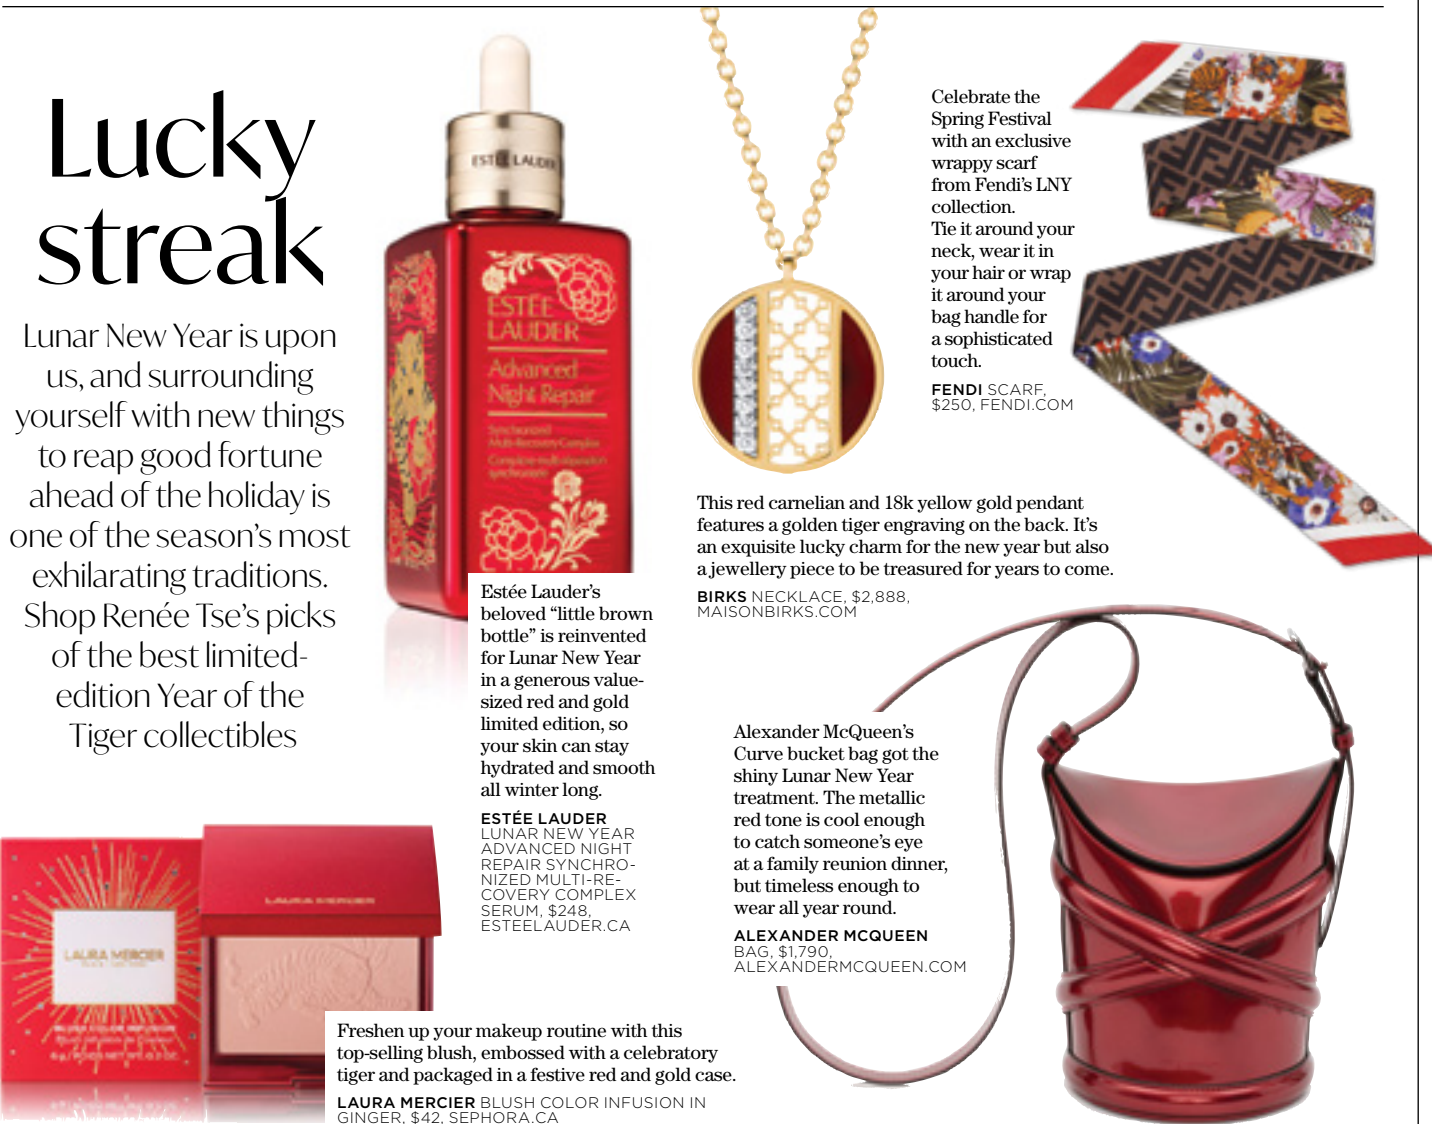 Lucky
streak
Lunar New Year is upon
us, and surrounding
yourself with new things
to reap good fortune
ahead of the holiday is
one of the season's most
exhilarating traditions.
Shop Renée Tse's picks
of the best limited-
edition Year of the
Tiger collectibles
ESTĒE LAUDER
ESTĒE
LAUDER
Advanced
Night Repair
Synchronized
Multi-Recovery Complex
Complexe multi-réparation
synchronisée
Estée Lauder's
beloved “little brown
bottle” is reinvented
for Lunar New Year
in a generous value-
sized red and gold
limited edition, so
your skin can stay
hydrated and smooth
all winter long.
ESTÉE LAUDER
LUNAR NEW YEAR
ADVANCED NIGHT
REPAIR SYNCHRO-
NIZED MULTI-RE-
COVERY COMPLEX
SERUM, $248,
ESTEELAUDER.CA
This red carnelian and 18k yellow gold pendant
features a golden tiger engraving on the back. It's
an exquisite lucky charm for the new year but also
a jewellery piece to be treasured for years to come.
BIRKS NECKLACE, $2,888,
MAISONBIRKS.COM
Celebrate the
Spring Festival
with an exclusive
wrappy scarf
from Fendi's LNY
collection.
Tie it around your
neck, wear it in
your hair or wrap
it around your
bag handle for
a sophisticated
touch.
FENDI SCARF,
$250, FENDI.COM
Alexander McQueen's
Curve bucket bag got the
shiny Lunar New Year
treatment. The metallic
red tone is cool enough
to catch someone's eye
at a family reunion dinner,
but timeless enough to
wear all year round.
ALEXANDER MCQUEEN
BAG, $1,790,
ALEXANDERMCQUEEN.COM
LAURA MERCIER
LAURA MERCIER
BLUSH COLOR INFUSION
Freshen up your makeup routine with this
top-selling blush, embossed with a celebratory
tiger and packaged in a festive red and gold case.
LAURA MERCIER BLUSH COLOR INFUSION IN
GINGER, $42, SEPHORA.CA